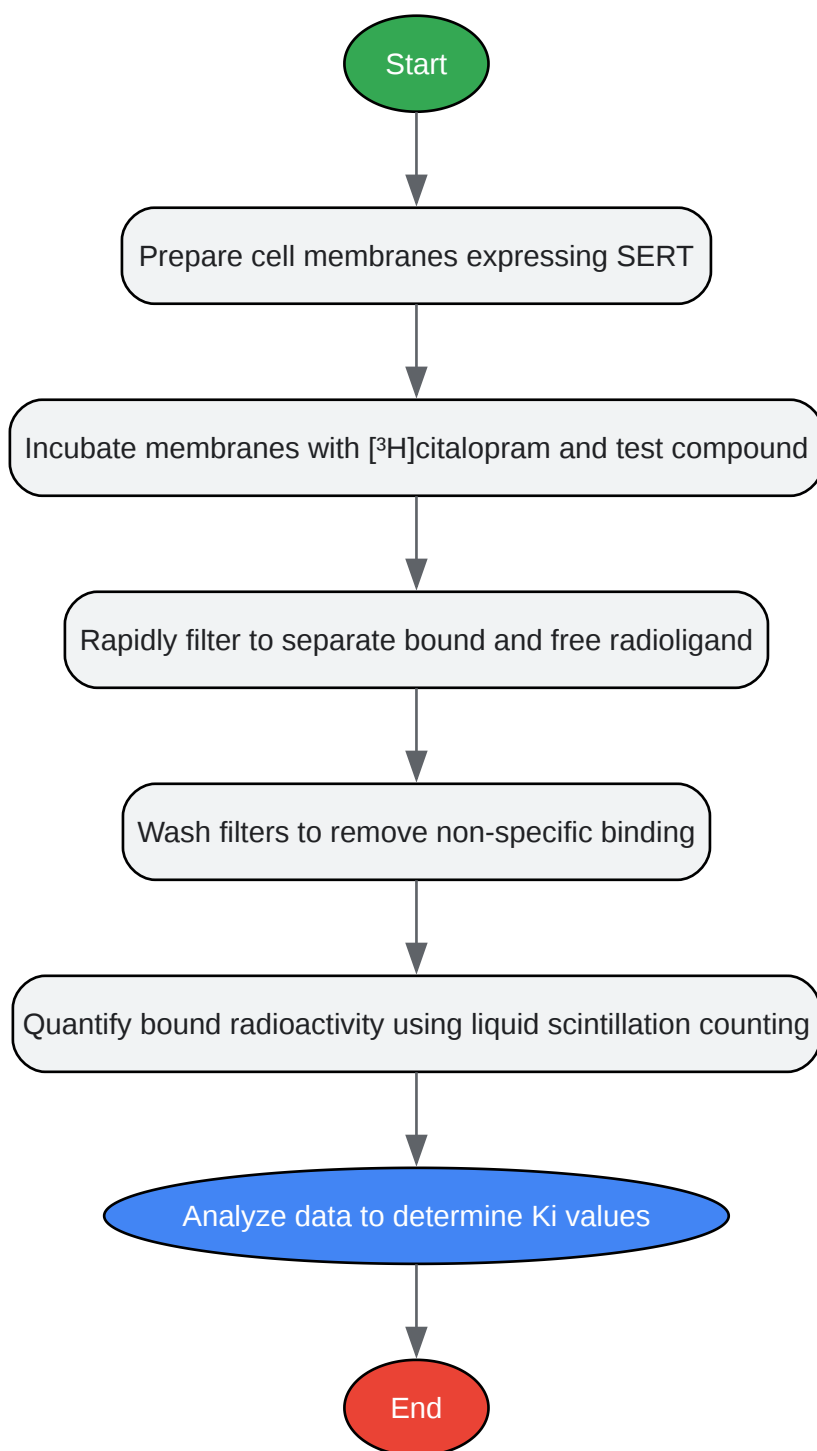 Start
Prepare cell membranes expressing SERT
Incubate membranes with [³H]citalopram and test compound
Rapidly filter to separate bound and free radioligand
Wash filters to remove non-specific binding
Quantify bound radioactivity using liquid scintillation counting
Analyze data to determine Ki values
End